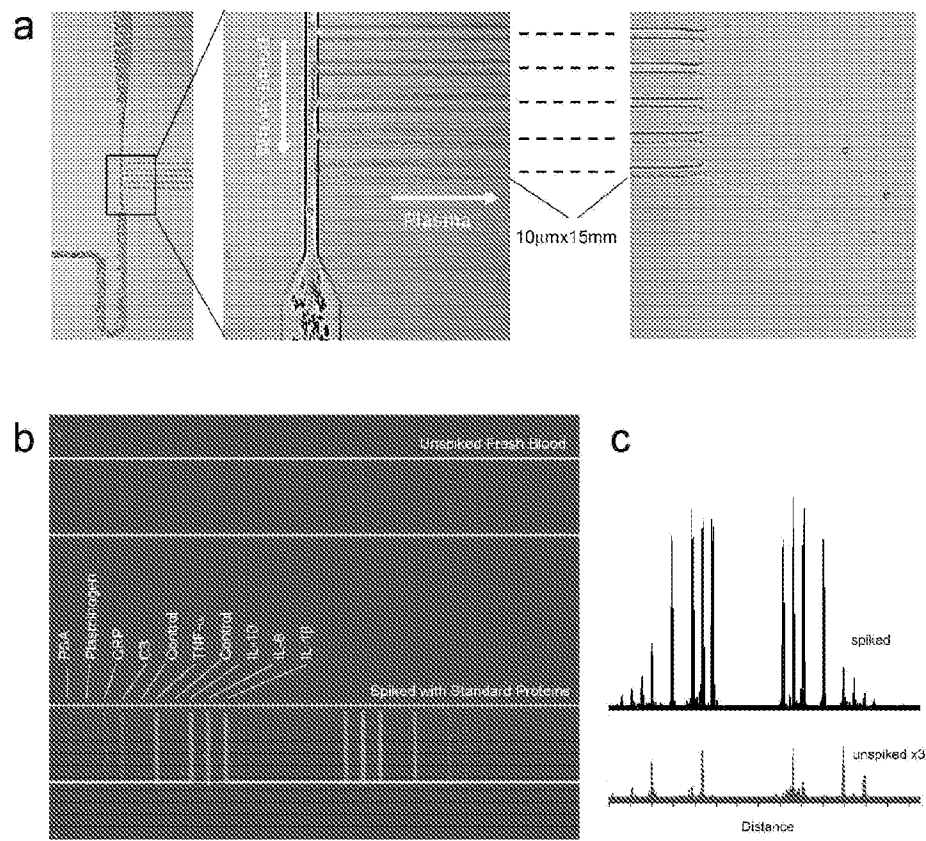 a
Plasma
10μmx15mm
b
Unspiked Fresh Blood
PSA
Plasminogen
CRP
C3
Control
TNF-α
Control
IL-10
IL-6
IL-1β
Spiked with Standard Proteins
c
spiked
unspiked x3
Distance